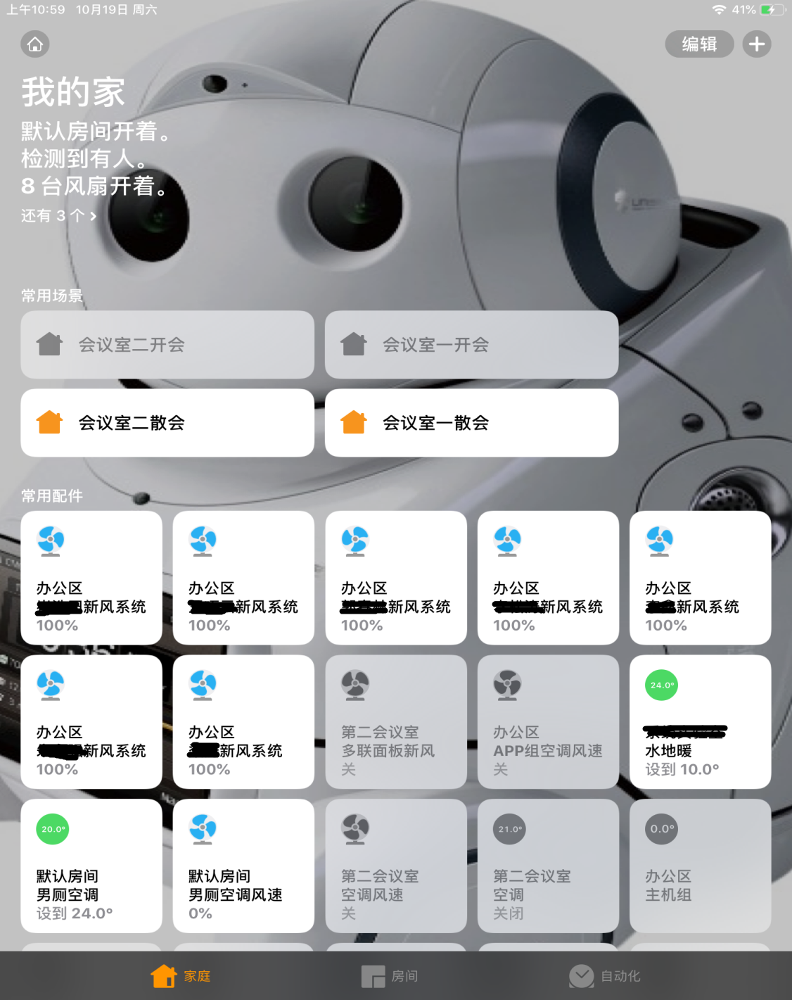 上午10:59 10月19日 周六
41%
编辑
我的家
默认房间开着。
检测到有人。
8 台风扇开着。
还有 3 个 >
常用场景
会议室二开会
会议室一开会
会议室二散会
会议室一散会
常用配件
办公区
新风系统
100%
办公区
新风系统
100%
办公区
新风系统
100%
办公区
新风系统
100%
办公区
新风系统
100%
办公区
新风系统
100%
办公区
新风系统
100%
第二会议室
多联面板新风
关
办公区
APP组空调风速
关
24.0°
水地暖
设到 10.0°
20.0°
默认房间
男厕空调
设到 24.0°
默认房间
男厕空调风速
0%
第二会议室
空调风速
关
21.0°
第二会议室
空调
关闭
0.0°
办公区
主机组
家庭
房间
自动化